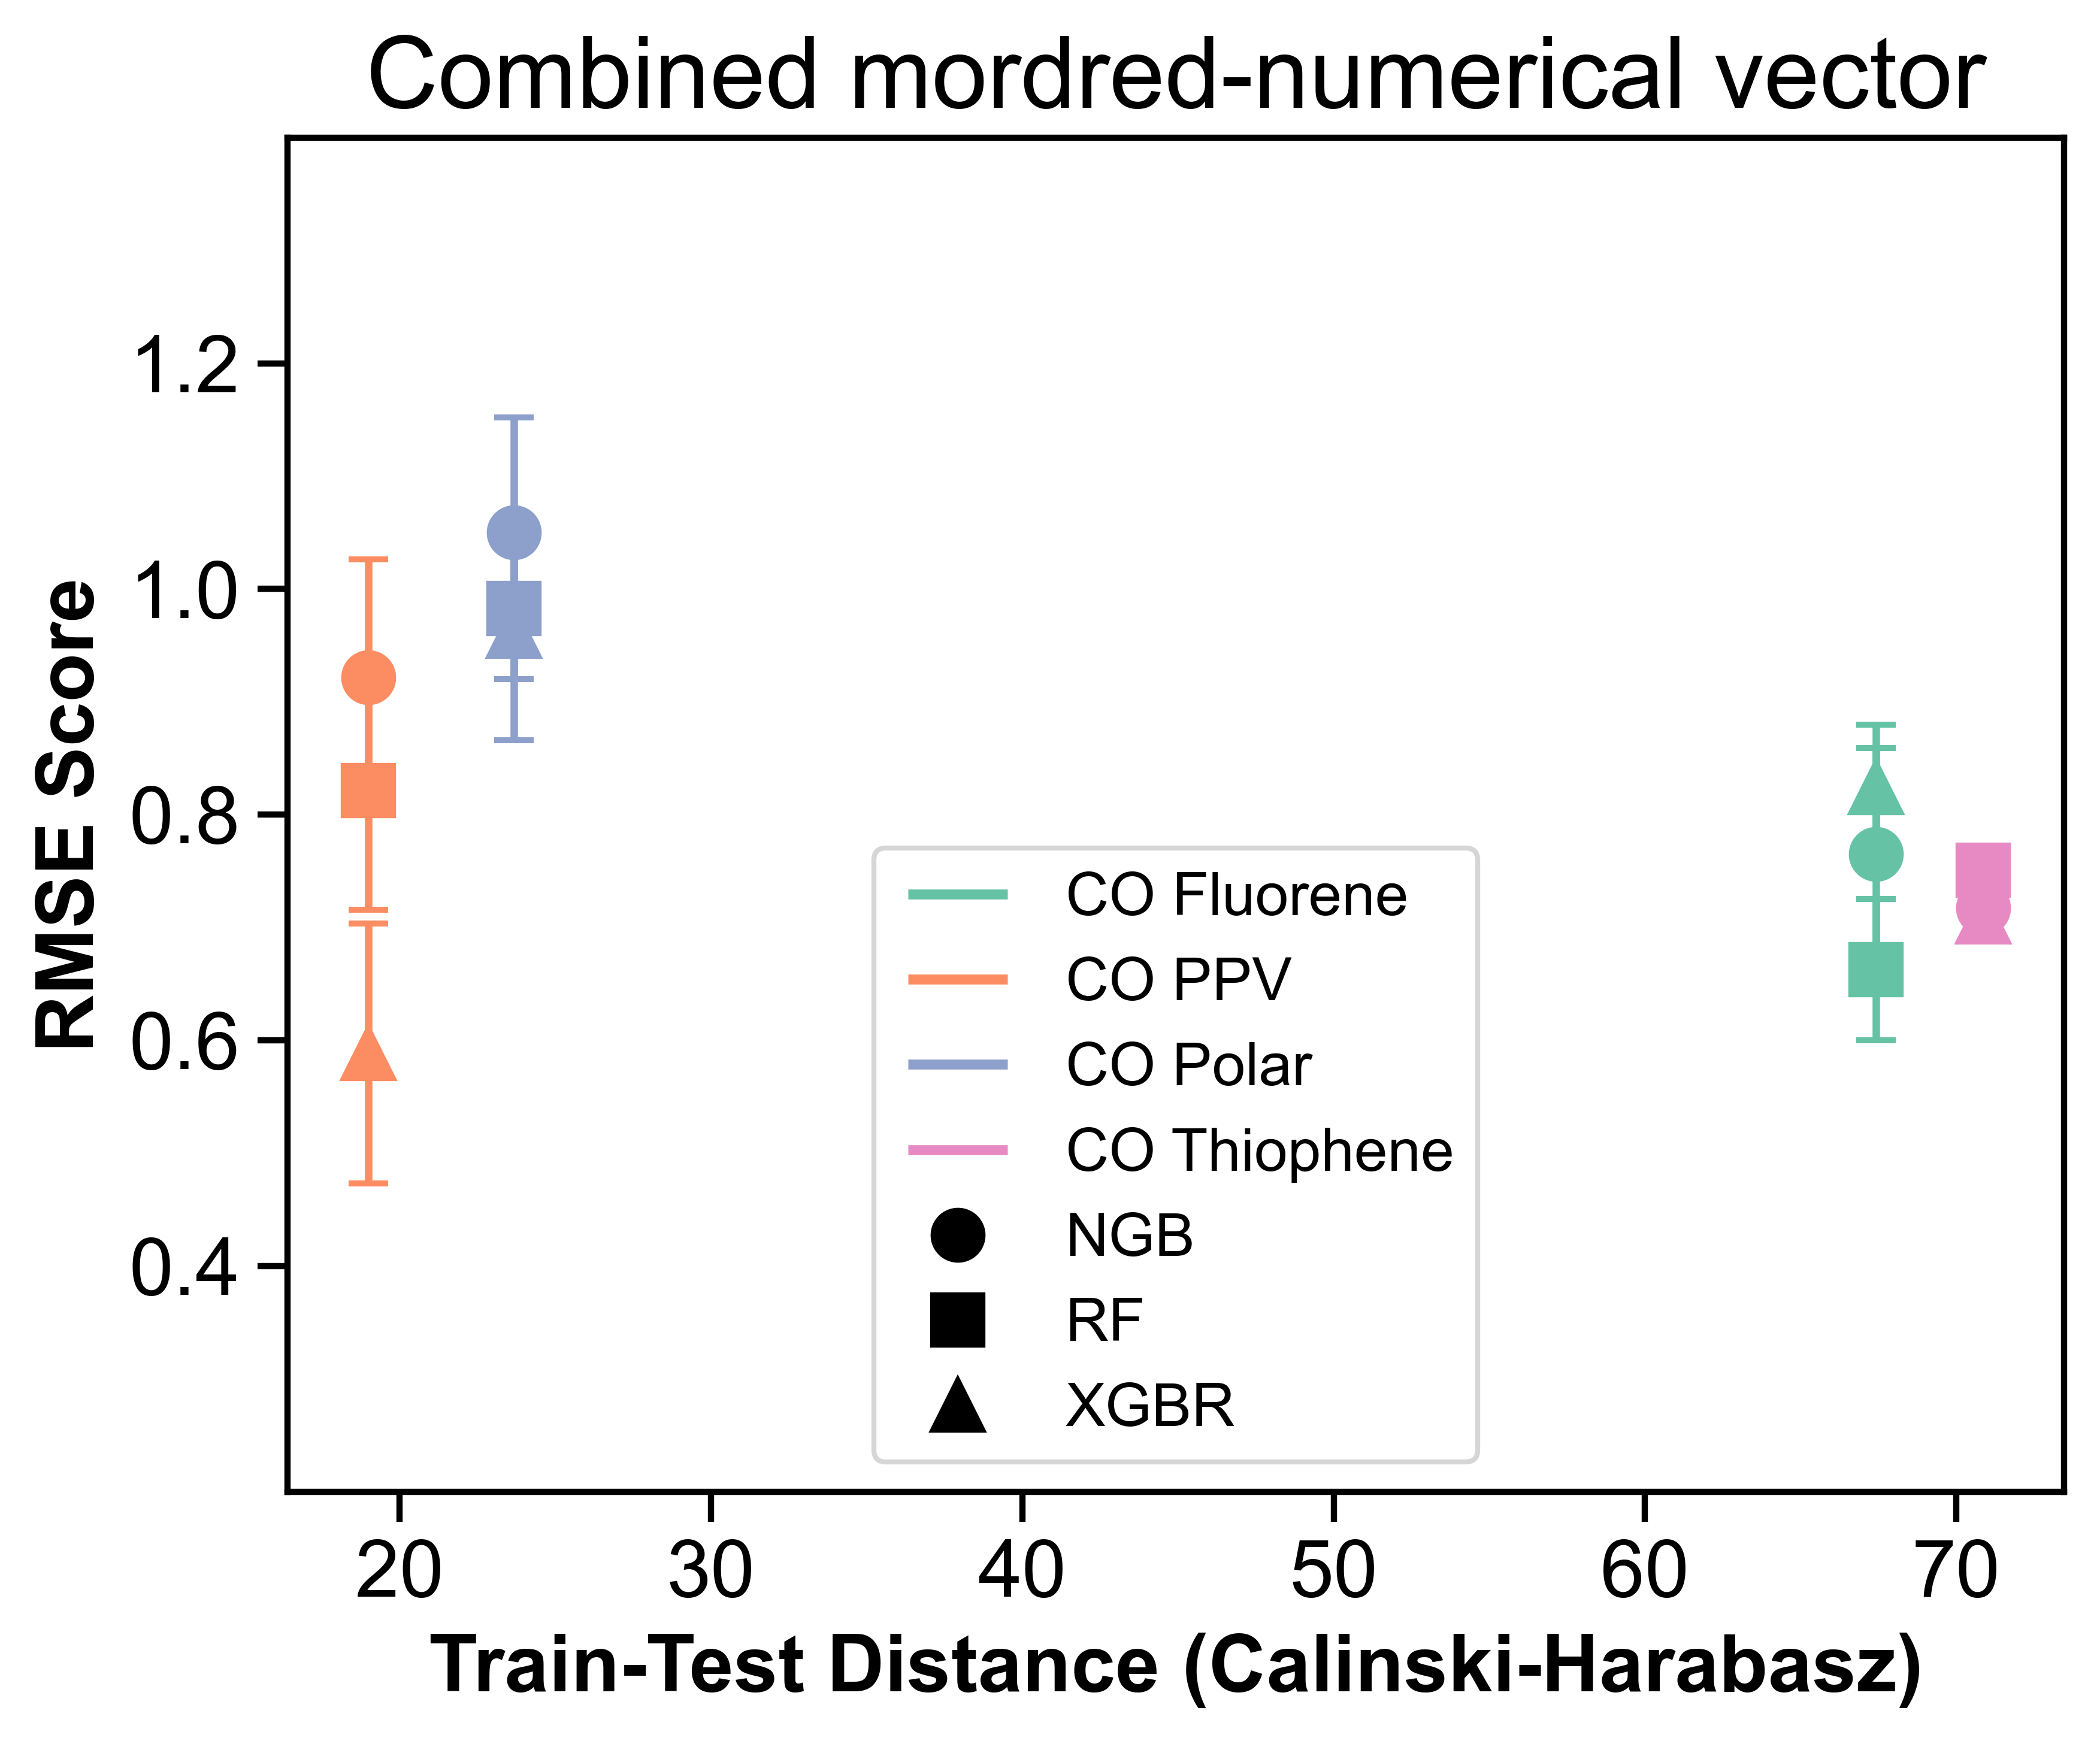 Combined mordred-numerical vector
RMSE Score
1.2
1.0
0.8
0.6
0.4
CO Fluorene
CO PPV
CO Polar
CO Thiophene
NGB
RF
XGBR
20 30 40 50 60 70
Train-Test Distance (Calinski-Harabasz)